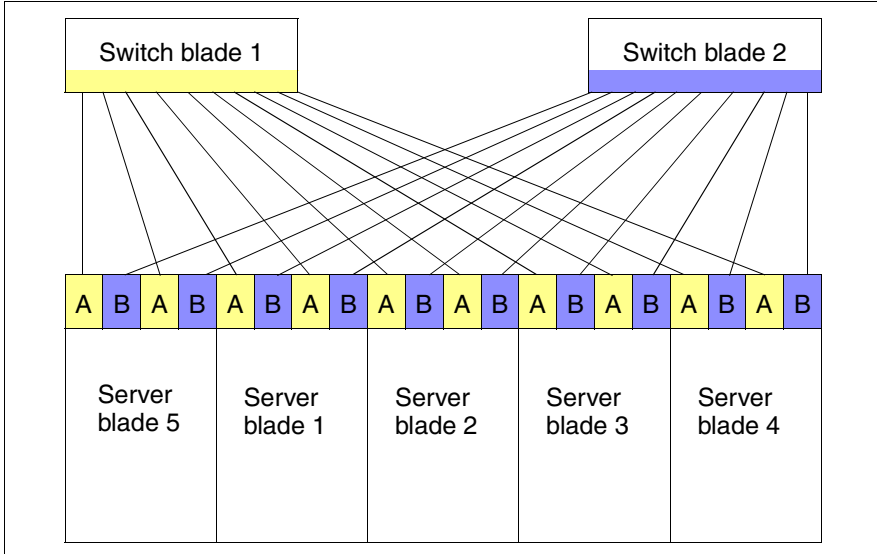 Switch blade 1
Switch blade 2
A B A B A B A B A B A B A B A B A B A B
Server
blade 5
Server
blade 1
Server
blade 2
Server
blade 3
Server
blade 4